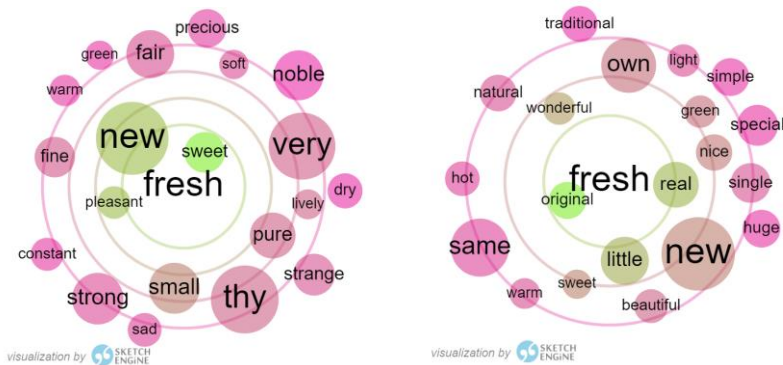 precious
green
fair
soft
noble
warm
new
very
sweet
fine
fresh
pleasant
dry
lively
pure
constant
small
strange
strong
thy
sad
visualization by SKETCH ENGINE
traditional
own
light
simple
natural
wonderful
green
special
nice
hot
fresh
real
single
original
huge
same
little
new
sweet
warm
beautiful
visualization by SKETCH ENGINE